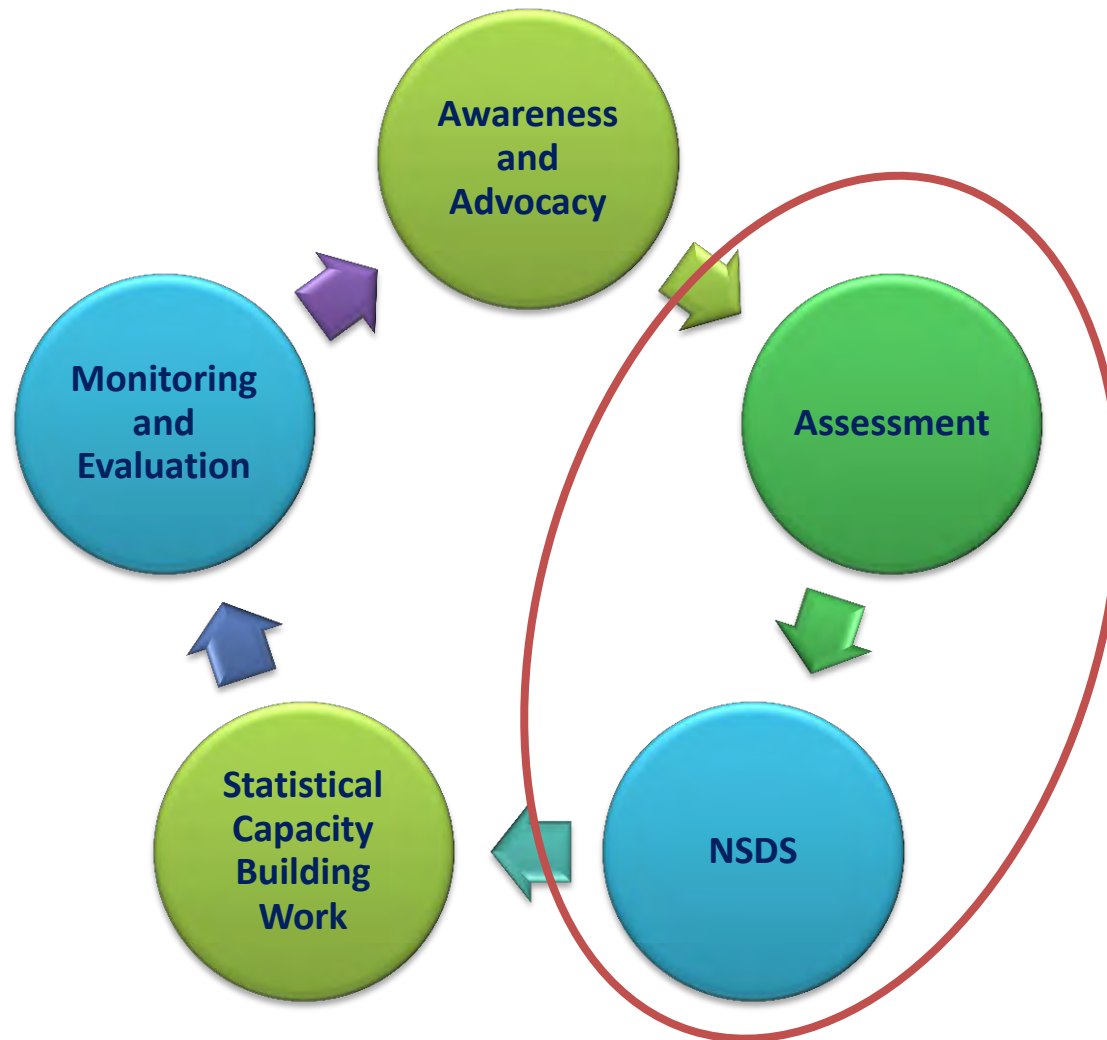 Awareness
and
Advocacy
Assessment
NSDS
Statistical
Capacity
Building
Work
Monitoring
and
Evaluation